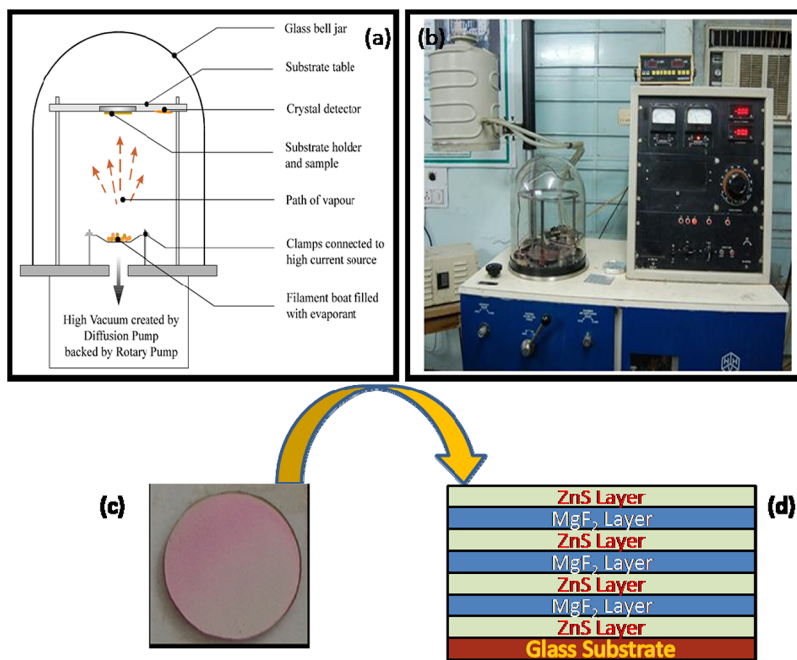 (a)
Glass bell jar
Substrate table
Crystal detector
Substrate holder
and sample
Path of vapour
Clamps connected to
high current source
Filament boat filled
with evaporant
High Vacuum created by
Diffusion Pump
backed by Rotary Pump
(b)
(c)
(d)
ZnS Layer
MgF₂ Layer
ZnS Layer
MgF₂ Layer
ZnS Layer
MgF₂ Layer
ZnS Layer
Glass Substrate